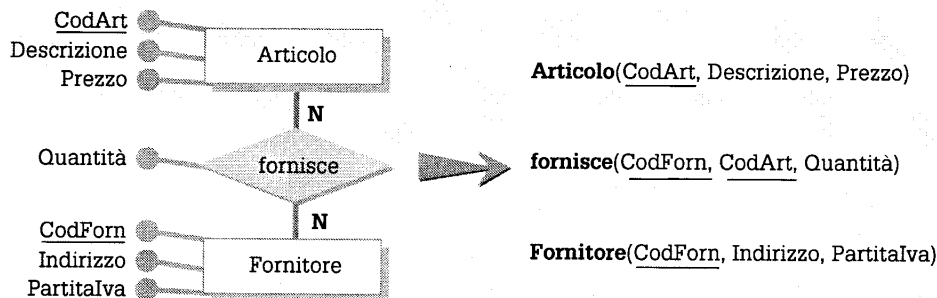 CodArt
Descrizione
Prezzo
Articolo
N
Quantità
fornisce
N
CodForn
Indirizzo
PartitaIva
Fornitore
Articolo(CodArt, Descrizione, Prezzo)
fornisce(CodForn, CodArt, Quantità)
Fornitore(CodForn, Indirizzo, PartitaIva)